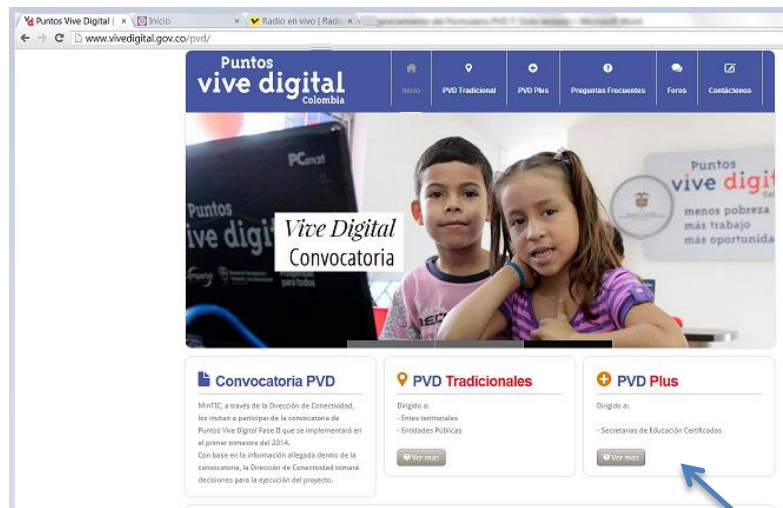 Puntos Vive Digital |
Inicio
Radio en vivo | Radi
www.vivedigital.gov.co/pvd/
Puntos
vive digital
Colombia
Inicio
PVD Tradicional
PVD Plus
Preguntas Frecuentes
Foros
Contáctenos
PCsmart
Puntos
ive digi
para todos
Vive Digital
Convocatoria
Puntos
vive digit
menos pobreza
más trabajo
más oportunida
Convocatoria PVD
MinTIC, a través de la Dirección de Conectividad,
los invitan a participar de la convocatoria de
Puntos Vive Digital Fase II que se implementará en
el primer trimestre del 2014.
Con base en la información allegada dentro de la
convocatoria, la Dirección de Conectividad tomará
decisiones para la ejecución del proyecto.
PVD Tradicionales
Dirigido a:
- Entes territoriales
- Entidades Públicas
Ver más
PVD Plus
Dirigido a:
- Secretarias de Educación Certificadas
Ver más